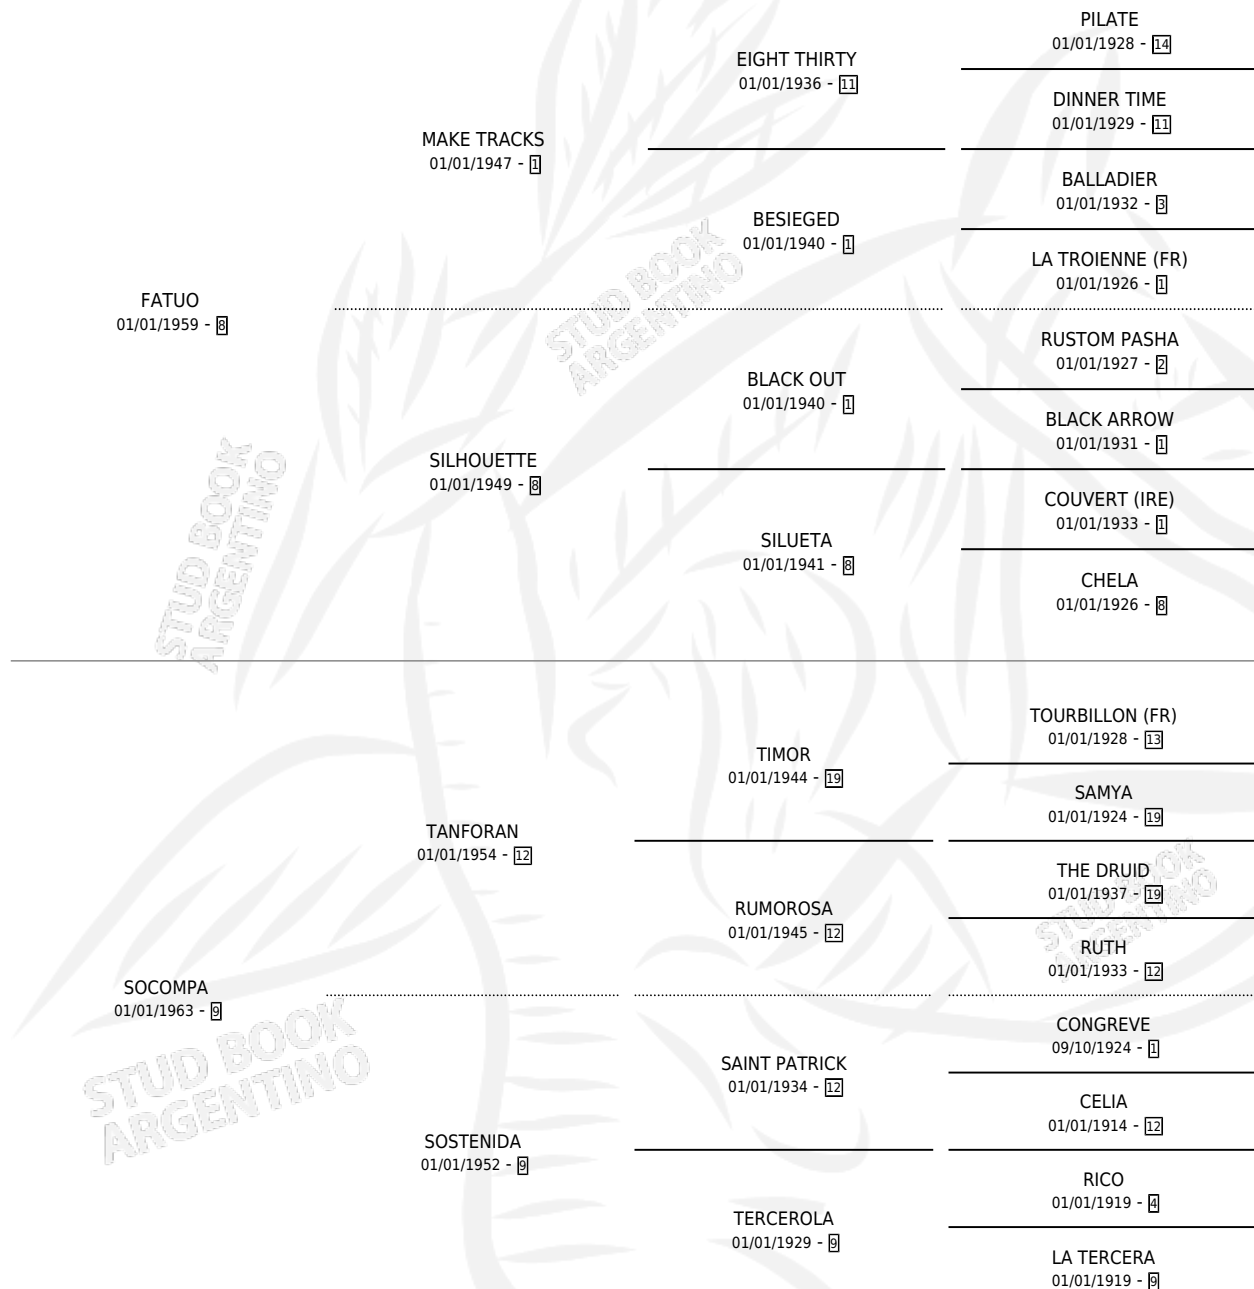 PILATE
01/01/1928 - 14
EIGHT THIRTY
01/01/1936 - 11
DINNER TIME
01/01/1929 - 11
MAKE TRACKS
01/01/1947 - 1
BALLADIER
01/01/1932 - 3
BESIEGED
01/01/1940 - 1
LA TROIENNE (FR)
01/01/1926 - 1
FATUO
01/01/1959 - 8
RUSTOM PASHA
01/01/1927 - 2
BLACK OUT
01/01/1940 - 1
BLACK ARROW
01/01/1931 - 1
SILHOUETTE
01/01/1949 - 8
COUVERT (IRE)
01/01/1933 - 1
SILUETA
01/01/1941 - 8
CHELA
01/01/1926 - 8
TOURBILLON (FR)
01/01/1928 - 13
TIMOR
01/01/1944 - 19
SAMYA
01/01/1924 - 19
TANFORAN
01/01/1954 - 12
THE DRUID
01/01/1937 - 19
RUMOROSA
01/01/1945 - 12
RUTH
01/01/1933 - 12
SOCOMPA
01/01/1963 - 9
CONGREVE
09/10/1924 - 1
SAINT PATRICK
01/01/1934 - 12
CELIA
01/01/1914 - 12
SOSTENIDA
01/01/1952 - 9
RICO
01/01/1919 - 4
TERCEROLA
01/01/1929 - 9
LA TERCERA
01/01/1919 - 9
STUD BOOK
ARGENTINO
STUD BOOK
ARGENTINO
STUD BOOK
ARGENTINO
STUD BOOK
ARGENTINO